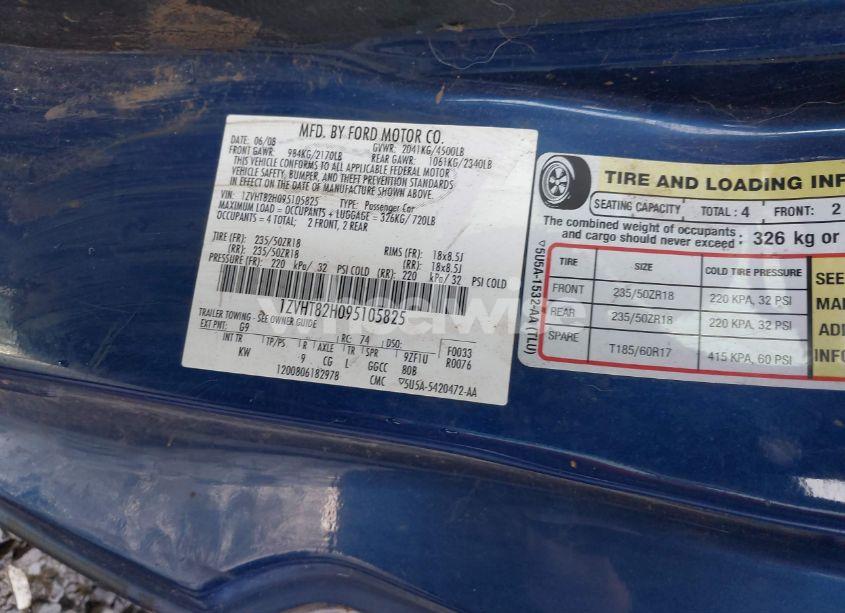 MFD. BY FORD MOTOR CO.
DATE: 06/08 GVWR: 2041KG/4500LB
FRONT GAWR: 984KG/2170LB REAR GAWR: 1061KG/2340LB
THIS VEHICLE CONFORMS TO ALL APPLICABLE FEDERAL MOTOR
VEHICLE SAFETY, BUMPER, AND THEFT PREVENTION STANDARDS
IN EFFECT ON THE DATE OF MANUFACTURE SHOWN ABOVE.
VIN: 1ZVHT82H095105825 TYPE: Passenger Car
MAXIMUM LOAD = OCCUPANTS + LUGGAGE = 326KG/720LB
OCCUPANTS = 4 TOTAL: 2 FRONT, 2 REAR
TIRE (FR): 235/50ZR18 RIMS (FR): 18x8.5J
(RR): 235/50ZR18 (RR): 18x8.5J
PRESSURE (FR): 220 kPa/ 32 PSI COLD (RR): 220 kPa/ 32 PSI COLD
1ZVHT82H095105825
TRAILER TOWING - SEE OWNER GUIDE
EXT PNT: G9 RC: 74 DSO: F0033
INT TR TP/PS R AXLE TR SPR 9ZF1U R0076
KW 9 CG L GGCC 80B
1200806182978 CMC ▽5U5A-5420472-AA
▽5U5A-1532-AA (TLU)
TIRE AND LOADING INF
SEATING CAPACITY TOTAL : 4 FRONT: 2
The combined weight of occupants
and cargo should never exceed : 326 kg or
TIRE SIZE COLD TIRE PRESSURE
FRONT 235/50ZR18 220 KPA, 32 PSI
REAR 235/50ZR18 220 KPA, 32 PSI
SPARE T185/60R17 415 KPA, 60 PSI
SEE
MA
ADD
INFO